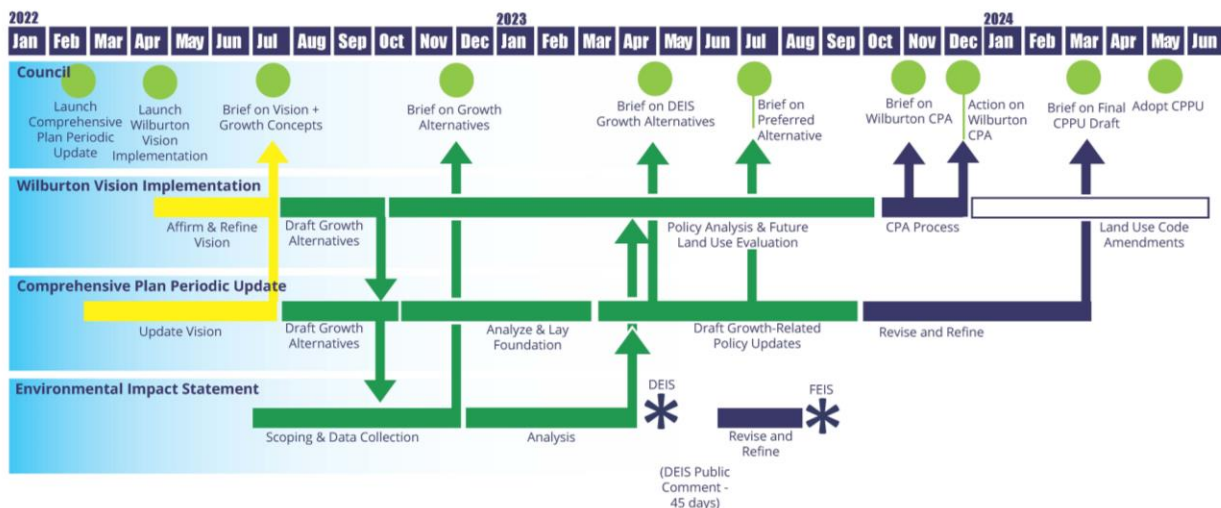 2022
2023
2024
Jan Feb Mar Apr May Jun Jul Aug Sep Oct Nov Dec Jan Feb Mar Apr May Jun Jul Aug Sep Oct Nov Dec Jan Feb Mar Apr May Jun
Council
Launch
Comprehensive
Plan Periodic
Update
Launch
Wilburton
Vision
Implementation
Brief on Vision +
Growth Concepts
Brief on Growth
Alternatives
Brief on DEIS
Growth Alternatives
Brief on
Preferred
Alternative
Brief on
Wilburton CPA
Action on
Wilburton
CPA
Brief on Final
CPPU Draft
Adopt CPPU
Wilburton Vision Implementation
Affirm & Refine
Vision
Draft Growth
Alternatives
Policy Analysis & Future
Land Use Evaluation
CPA Process
Land Use Code
Amendments
Comprehensive Plan Periodic Update
Update Vision
Draft Growth
Alternatives
Analyze & Lay
Foundation
Draft Growth-Related
Policy Updates
Revise and Refine
Environmental Impact Statement
Scoping & Data Collection
Analysis
DEIS
(DEIS Public
Comment -
45 days)
Revise and
Refine
FEIS